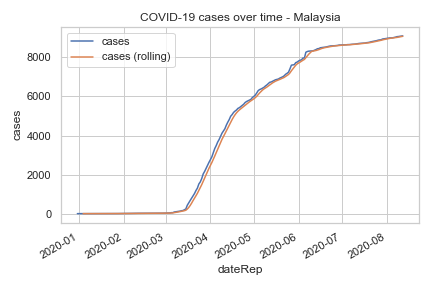 COVID-19 cases over time - Malaysia
cases
cases (rolling)
8000
6000
4000
2000
0
cases
2020-01
2020-02
2020-03
2020-04
2020-05
2020-06
2020-07
2020-08
dateRep